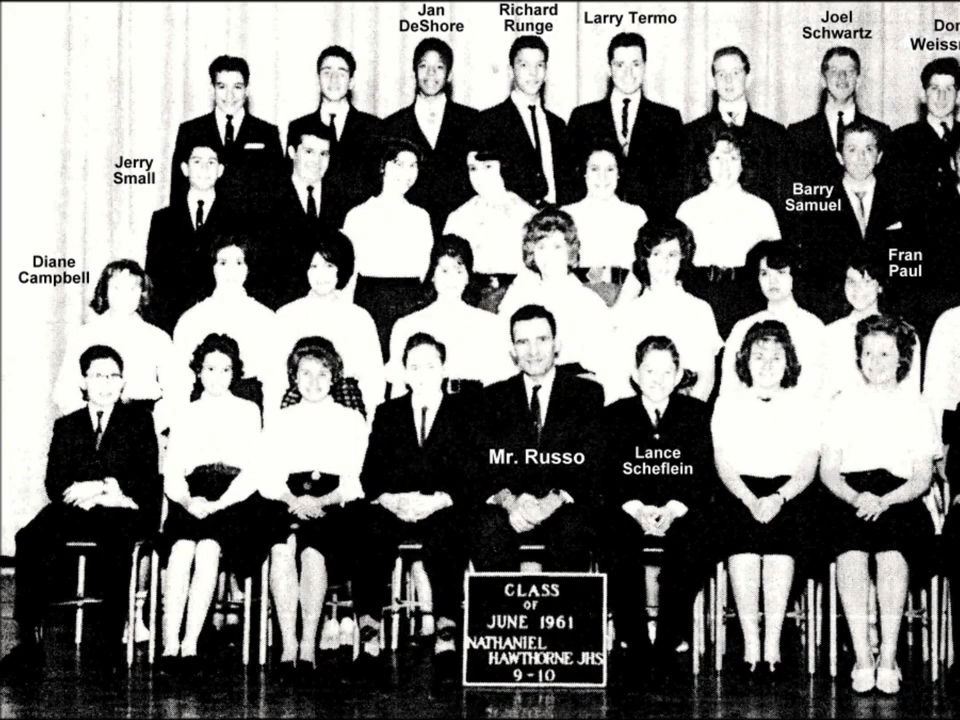 Jan
DeShore
Richard
Runge
Larry Termo
Joel
Schwartz
Jerry
Small
Barry
Samuel
Diane
Campbell
Fran
Paul
Mr. Russo
Lance
Scheflein
CLASS
OF
JUNE 1961
NATHANIEL
HAWTHORNE JHS
9-10